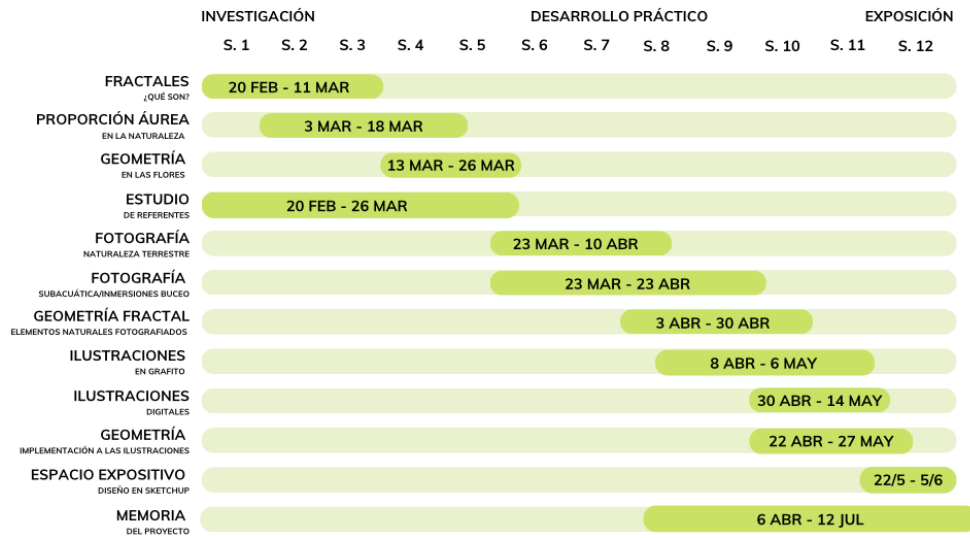 INVESTIGACIÓN DESARROLLO PRÁCTICO EXPOSICIÓN
S. 1 S. 2 S. 3 S. 4 S. 5 S. 6 S. 7 S. 8 S. 9 S. 10 S. 11 S. 12
FRACTALES
¿QUÉ SON?
20 FEB - 11 MAR
PROPORCIÓN ÁUREA
EN LA NATURALEZA
3 MAR - 18 MAR
GEOMETRÍA
EN LAS FLORES
13 MAR - 26 MAR
ESTUDIO
DE REFERENTES
20 FEB - 26 MAR
FOTOGRAFÍA
NATURALEZA TERRESTRE
23 MAR - 10 ABR
FOTOGRAFÍA
SUBACUÁTICA/INMERSIONES BUCEO
23 MAR - 23 ABR
GEOMETRÍA FRACTAL
ELEMENTOS NATURALES FOTOGRAFIADOS
3 ABR - 30 ABR
ILUSTRACIONES
EN GRAFITO
8 ABR - 6 MAY
ILUSTRACIONES
DIGITALES
30 ABR - 14 MAY
GEOMETRÍA
IMPLEMENTACIÓN A LAS ILUSTRACIONES
22 ABR - 27 MAY
ESPACIO EXPOSITIVO
DISEÑO EN SKETCHUP
22/5 - 5/6
MEMORIA
DEL PROYECTO
6 ABR - 12 JUL